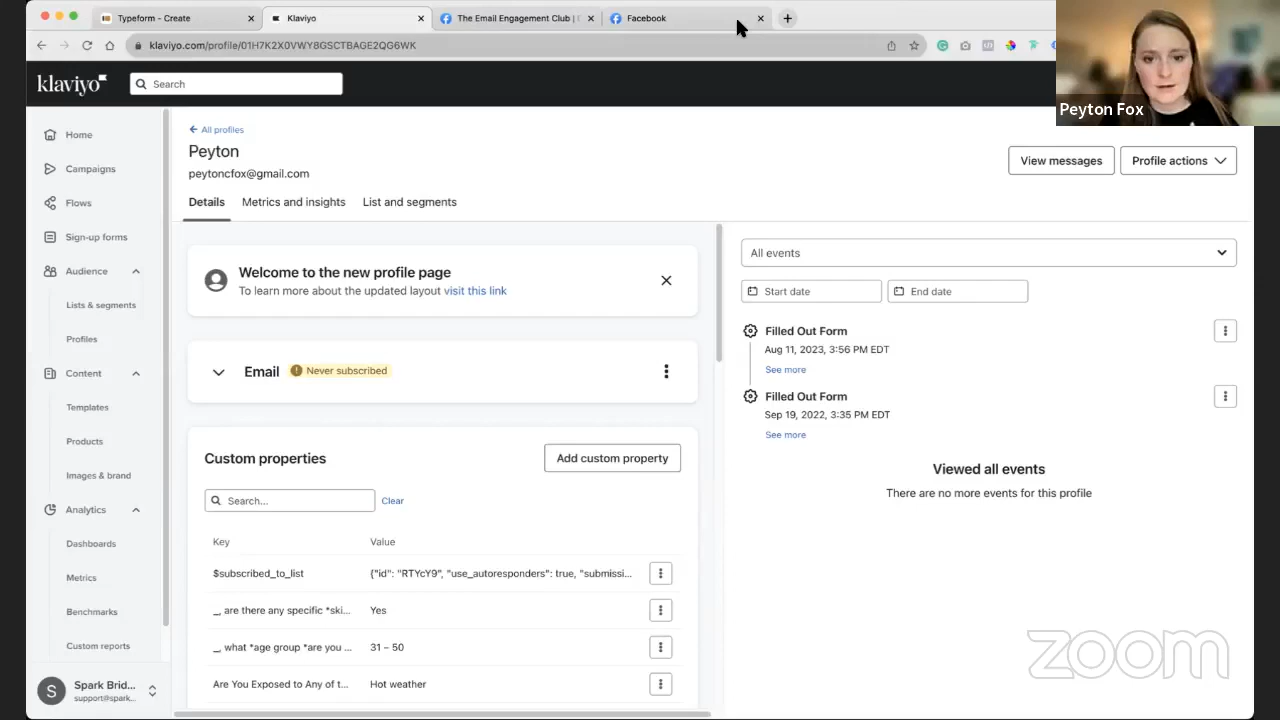 Typeform - Create
Klaviyo
The Email Engagement Club |
Facebook
klaviyo.com/profile/01H7K2X0VWY8GSCTBAGE2QG6WK
Peyton Fox
klaviyo
Search
Home
Campaigns
Flows
Sign-up forms
Audience
Lists & segments
Profiles
Content
Templates
Products
Images & brand
Analytics
Dashboards
Metrics
Benchmarks
Custom reports
S
Spark Brid...
support@spark...
All profiles
Peyton
peytoncfox@gmail.com
View messages
Profile actions
Details
Metrics and insights
List and segments
Welcome to the new profile page
To learn more about the updated layout visit this link
Email
Never subscribed
Custom properties
Add custom property
Search...
Clear
Key Value
$subscribed_to_list {"id": "RTYcY9", "use_autoresponders": true, "submissi...
_, are there any specific *ski... Yes
_, what *age group *are you ... 31 – 50
Are You Exposed to Any of t... Hot weather
All events
Start date
End date
Filled Out Form
Aug 11, 2023, 3:56 PM EDT
See more
Filled Out Form
Sep 19, 2022, 3:35 PM EDT
See more
Viewed all events
There are no more events for this profile
zoom